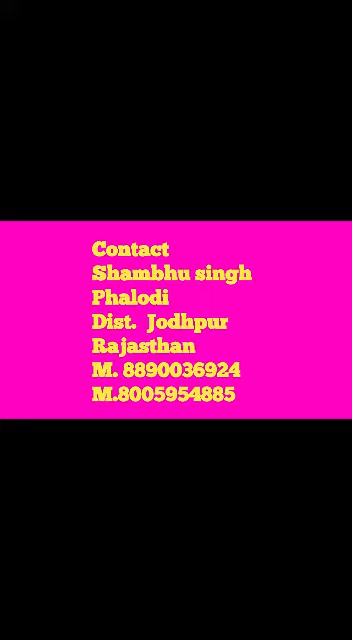 Contact
Shambhu singh
Phalodi
Dist.  Jodhpur
Rajasthan
M. 8890036924
M.8005954885